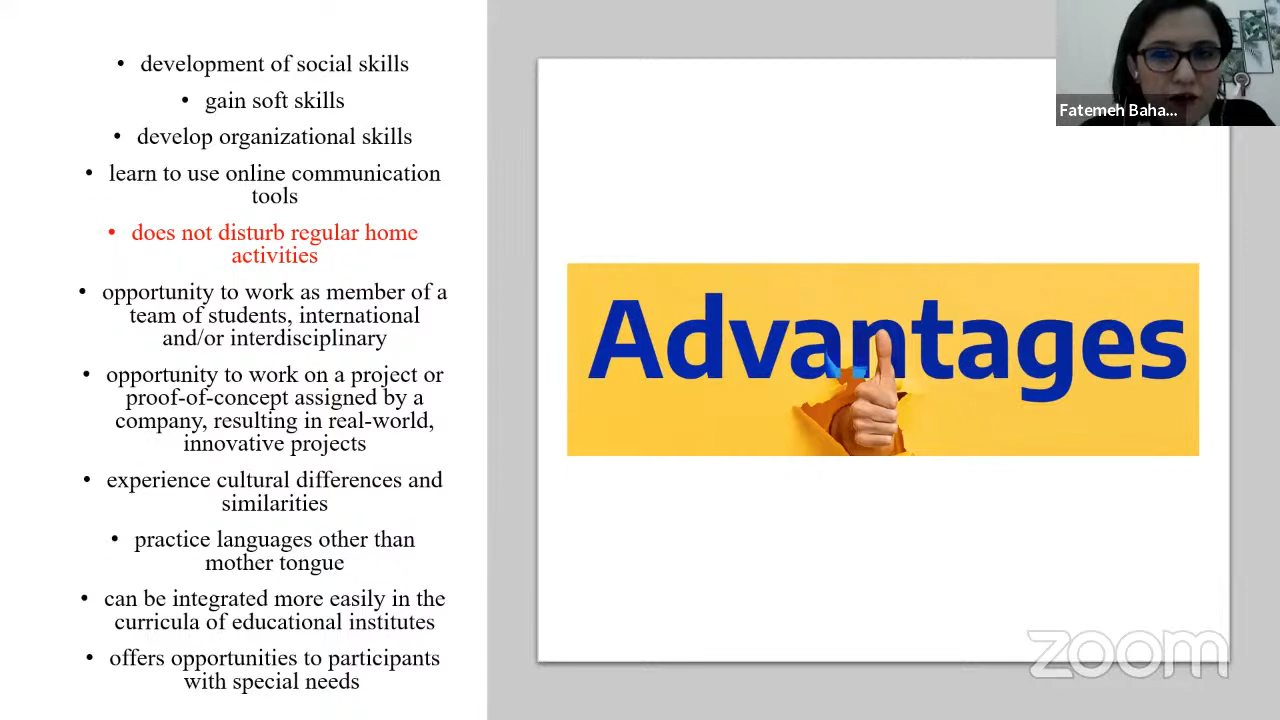 • development of social skills
• gain soft skills
• develop organizational skills
• learn to use online communication
tools
• does not disturb regular home
activities
• opportunity to work as member of a
team of students, international
and/or interdisciplinary
• opportunity to work on a project or
proof-of-concept assigned by a
company, resulting in real-world,
innovative projects
• experience cultural differences and
similarities
• practice languages other than
mother tongue
• can be integrated more easily in the
curricula of educational institutes
• offers opportunities to participants
with special needs
Advantages
Fatemeh Baha...
zoom